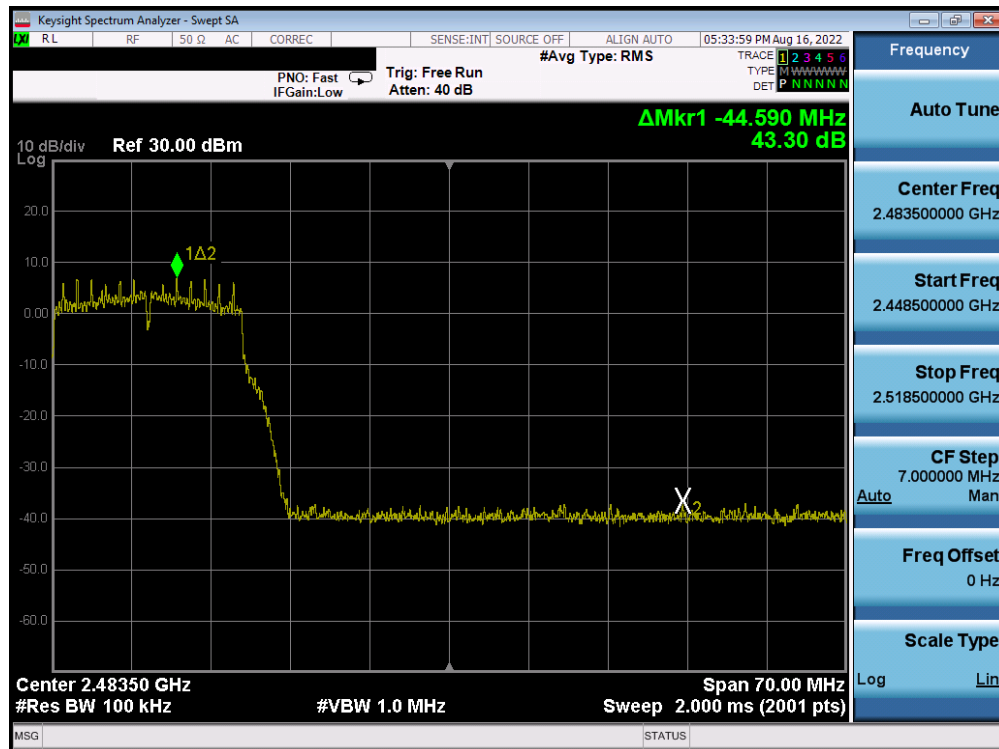 Keysight Spectrum Analyzer - Swept SA
LXI RL RF 50 Ω AC CORREC SENSE:INT SOURCE OFF ALIGN AUTO 05:33:59 PM Aug 16, 2022
PNO: Fast
IFGain:Low
Trig: Free Run
Atten: 40 dB
#Avg Type: RMS
TRACE 1 2 3 4 5 6
TYPE M WWWWW
DET P N N N N N
ΔMkr1 -44.590 MHz
43.30 dB
10 dB/div Ref 30.00 dBm
Log
20.0
10.0
0.00
-10.0
-20.0
-30.0
-40.0
-50.0
-60.0
1Δ2
X2
Center 2.48350 GHz
Span 70.00 MHz
#Res BW 100 kHz
#VBW 1.0 MHz
Sweep 2.000 ms (2001 pts)
MSG
STATUS
Frequency
Auto Tune
Center Freq
2.483500000 GHz
Start Freq
2.448500000 GHz
Stop Freq
2.518500000 GHz
CF Step
7.000000 MHz
Auto Man
Freq Offset
0 Hz
Scale Type
Log Lin